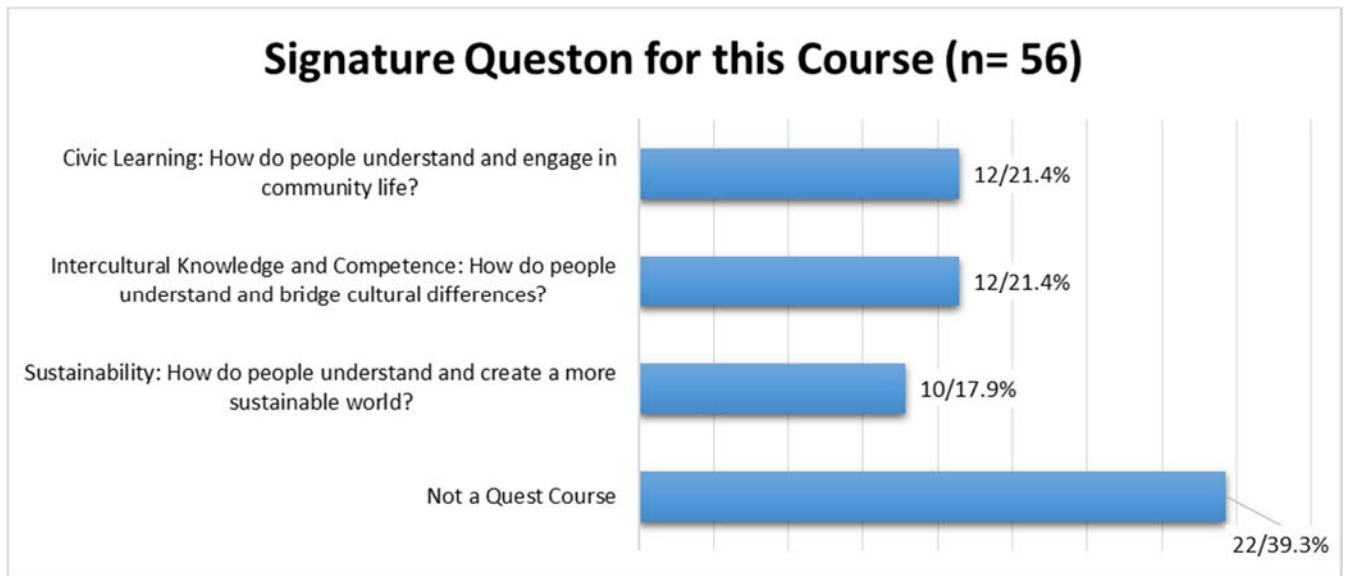 Signature Queston for this Course (n= 56)
Civic Learning: How do people understand and engage in
community life?
12/21.4%
Intercultural Knowledge and Competence: How do people
understand and bridge cultural differences?
12/21.4%
Sustainability: How do people understand and create a more
sustainable world?
10/17.9%
Not a Quest Course
22/39.3%